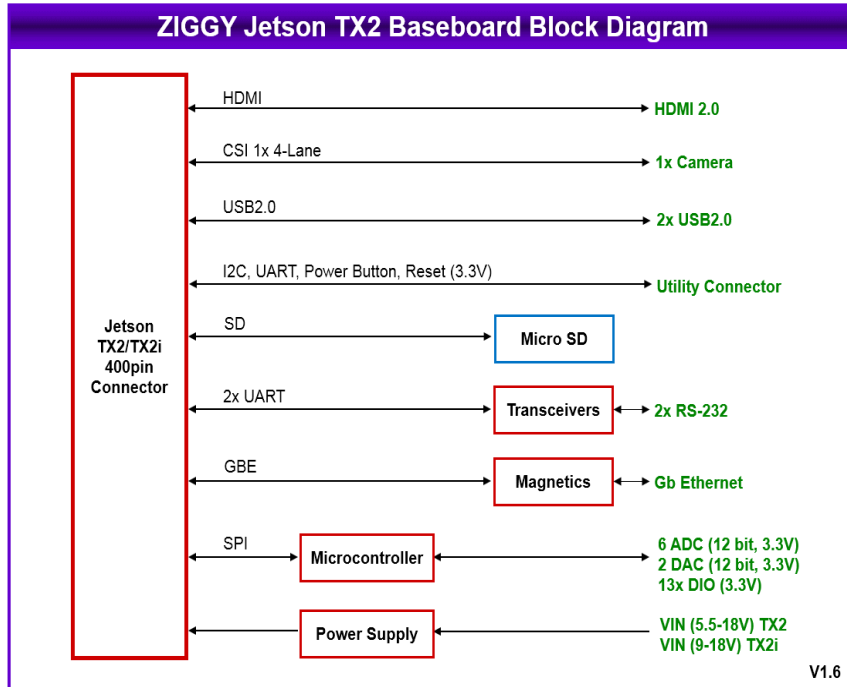 ZIGGY Jetson TX2 Baseboard Block Diagram
HDMI
HDMI 2.0
CSI 1x 4-Lane
1x Camera
USB2.0
2x USB2.0
I2C, UART, Power Button, Reset (3.3V)
Utility Connector
Jetson
TX2/TX2i
400pin
Connector
SD
Micro SD
2x UART
Transceivers
2x RS-232
GBE
Magnetics
Gb Ethernet
SPI
Microcontroller
6 ADC (12 bit, 3.3V)
2 DAC (12 bit, 3.3V)
13x DIO (3.3V)
Power Supply
VIN (5.5-18V) TX2
VIN (9-18V) TX2i
V1.6